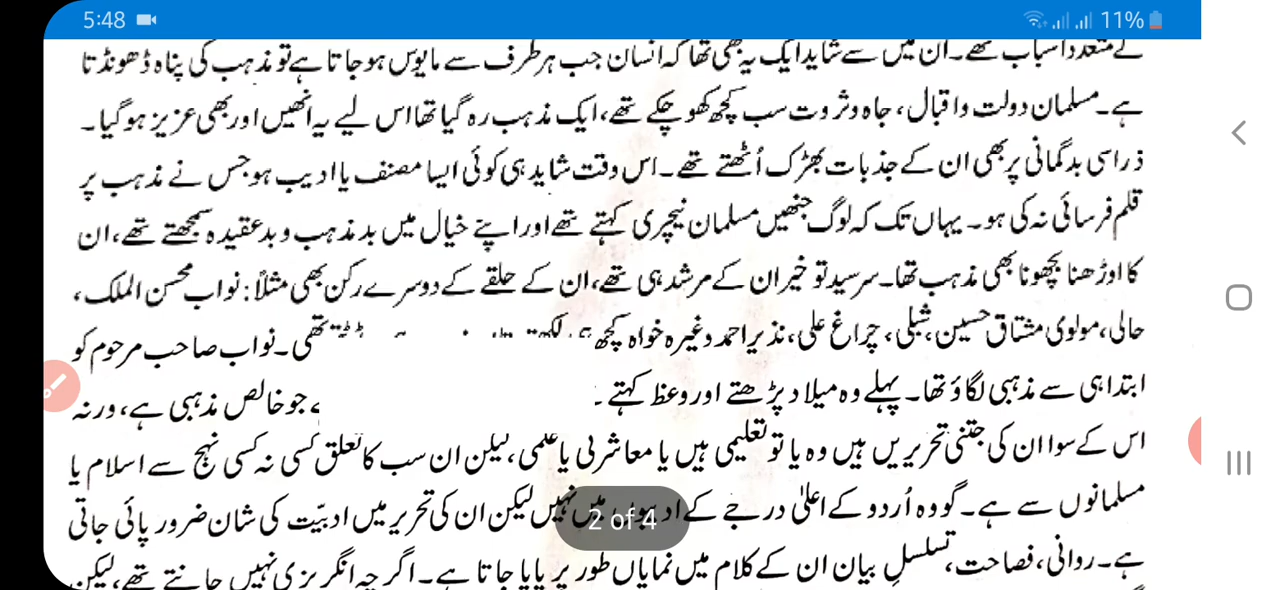 5:48
11%
کے متعدد اسباب تھے۔ ان میں سے شاید ایک یہ بھی تھا کہ انسان جب ہر طرف سے مایوس ہو جاتا ہے تو مذہب کی پناہ ڈھونڈتا
ہے۔ مسلمان دولت و اقبال، جاہ و ثروت سب کچھ کھو چکے تھے، ایک مذہب رہ گیا تھا اس لیے یہ انھیں اور بھی عزیز ہو گیا۔
ذرا سی بدگمانی پر بھی ان کے جذبات بھڑک اُٹھتے تھے۔ اس وقت شاید ہی کوئی ایسا مصنف یا ادیب ہو جس نے مذہب پر
قلم فرسائی نہ کی ہو۔ یہاں تک کہ لوگ جنھیں مسلمان نیچری کہتے تھے اور اپنے خیال میں بد مذہب و بد عقیدہ سمجھتے تھے، ان
کا اوڑھنا بچھونا بھی مذہب تھا۔ سرسید تو خیر ان کے مرشد ہی تھے، ان کے حلقے کے دوسرے رکن بھی مثلاً: نواب محسن الملک،
حالی، مولوی مشتاق حسین، شبلی، چراغ علی، نذیر احمد وغیرہ خواہ کچھ تھی۔ نواب صاحب مرحوم کو
ابتدا ہی سے مذہبی لگاؤ تھا۔ پہلے وہ میلاد پڑھتے اور وعظ کہتے جو خالص مذہبی ہے، ورنہ
اس کے سوا ان کی جتنی تحریریں ہیں وہ یا تو تعلیمی ہیں یا معاشرتی یا علمی، لیکن ان سب کا تعلق کسی نہ کسی نہج سے اسلام یا
مسلمانوں سے ہے۔ گو وہ اُردو کے اعلیٰ درجے کے ادیبوں میں نہیں لیکن ان کی تحریر میں ادبیّت کی شان ضرور پائی جاتی
2 of 4
ہے۔ روانی، فصاحت، تسلسلِ بیان ان کے کلام میں نمایاں طور پر پایا جاتا ہے۔ اگر چہ انگریزی نہیں جانتے تھے، لیکن